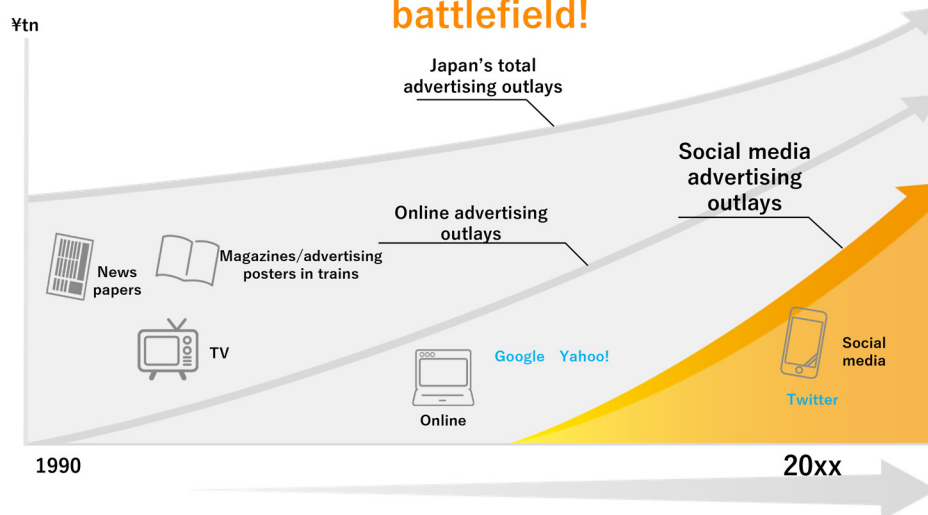 battlefield!
¥tn
Japan's total
advertising outlays
Social media
advertising
outlays
Online advertising
outlays
News
papers
Magazines/advertising
posters in trains
TV
Google Yahoo!
Online
Social
media
Twitter
1990
20xx